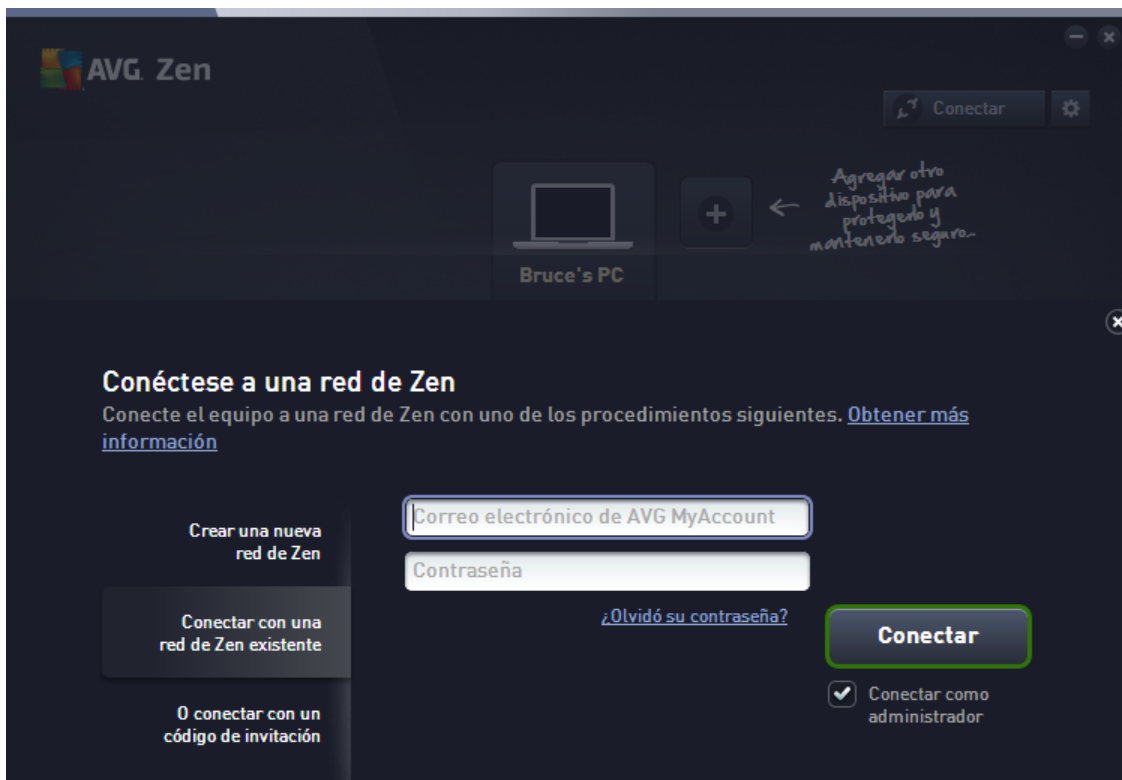 AVG. Zen
Conectar
Agregar otro
dispositivo para
protegerlo y
mantenerlo seguro...
Bruce's PC
Conéctese a una red de Zen
Conecte el equipo a una red de Zen con uno de los procedimientos siguientes. Obtener más
información
Crear una nueva
red de Zen
Conectar con una
red de Zen existente
O conectar con un
código de invitación
Correo electrónico de AVG MyAccount
Contraseña
¿Olvidó su contraseña?
Conectar
Conectar como
administrador